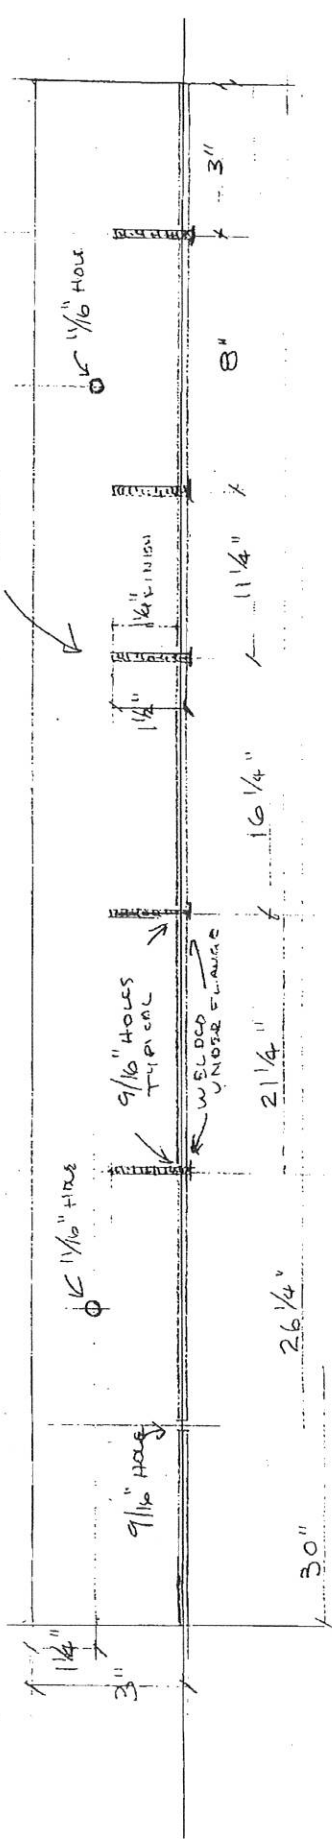 3"
11/16" HOLE
8"
1 1/4" FINISH
1 1/2"
11 1/4"
16 1/4"
9/16" HOLES
TYPICAL
WELDED
UNDER FLANGE
21 1/4"
11/16" HOLE
26 1/4"
9/16" HOLE
30"
1 1/4"
3"